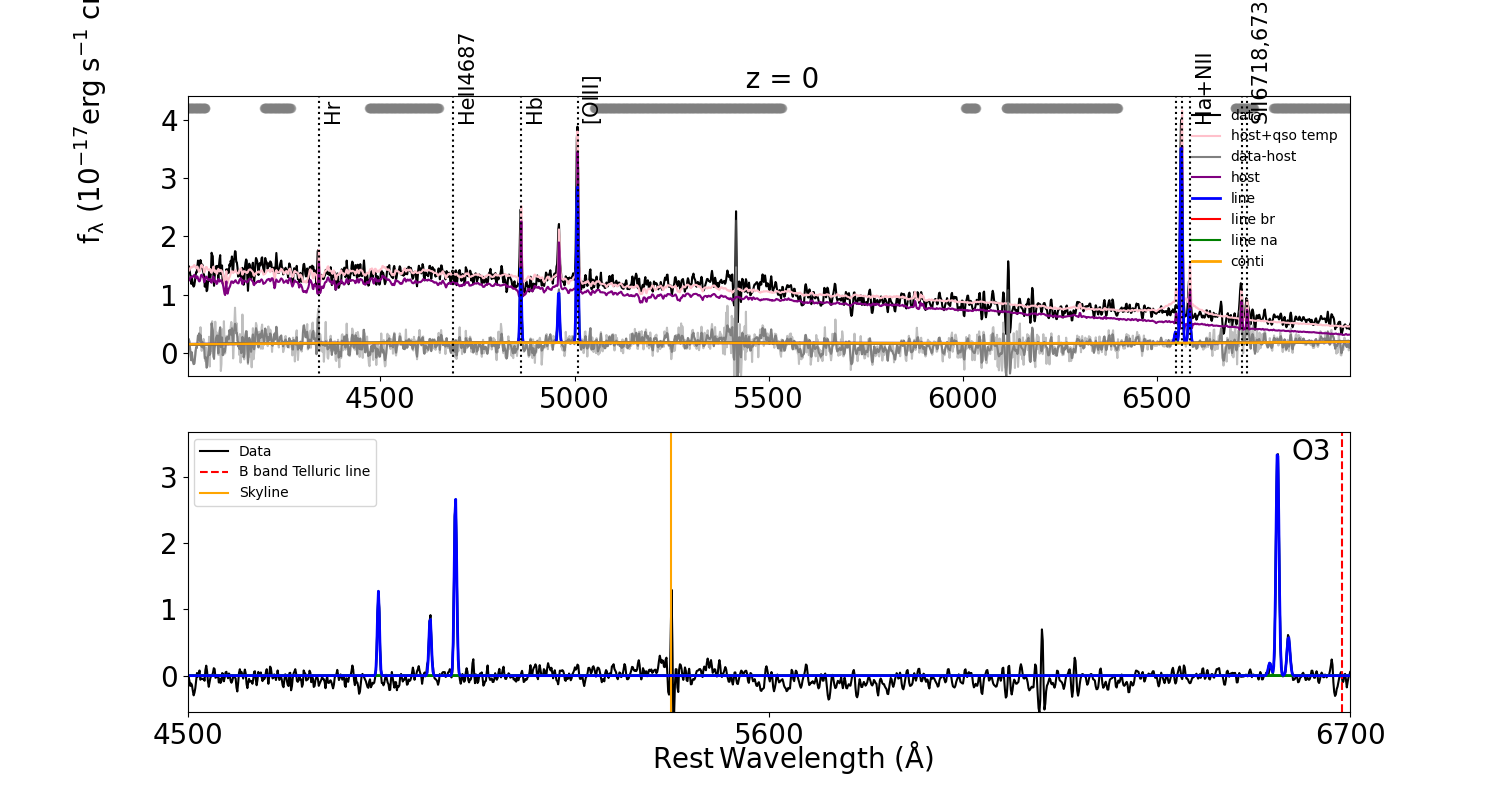 z = 0
f_λ (10^−17 erg s^−1
Hr
HeII4687
Hb
[OIII]
Ha+NII
SII6718,673
4
3
2
1
0
data
host+qso temp
data-host
host
line
line br
line na
conti
4500
5000
5500
6000
6500
Data
B band Telluric line
Skyline
O3
3
2
1
0
4500
5600
6700
Rest Wavelength (Å)